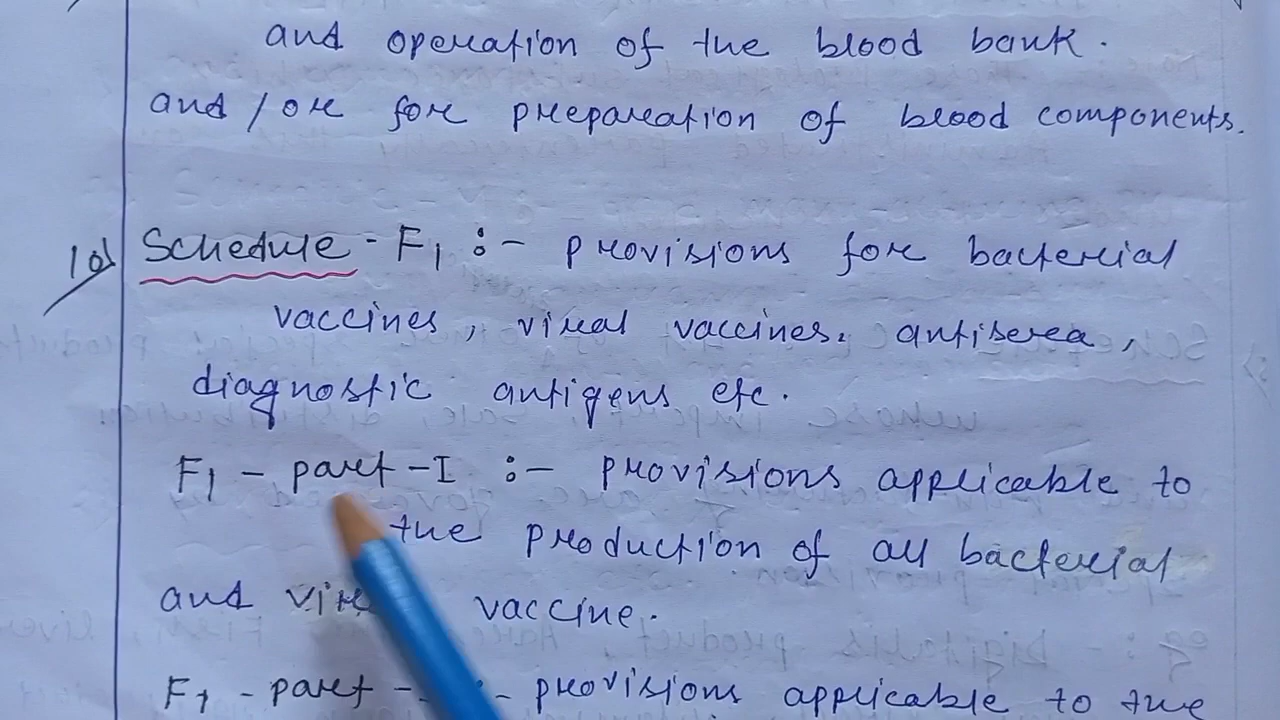 and operation of the blood bank.
and / or for preparation of blood components.
10) Schedule - F1 :- provisions for bacterial
vaccines, viral vaccines. antisera,
diagnostic antigens etc.
F1 - part - I :- provisions applicable to
the production of all bacterial
and vaccine.
F1 - part - :- provisions applicable to the